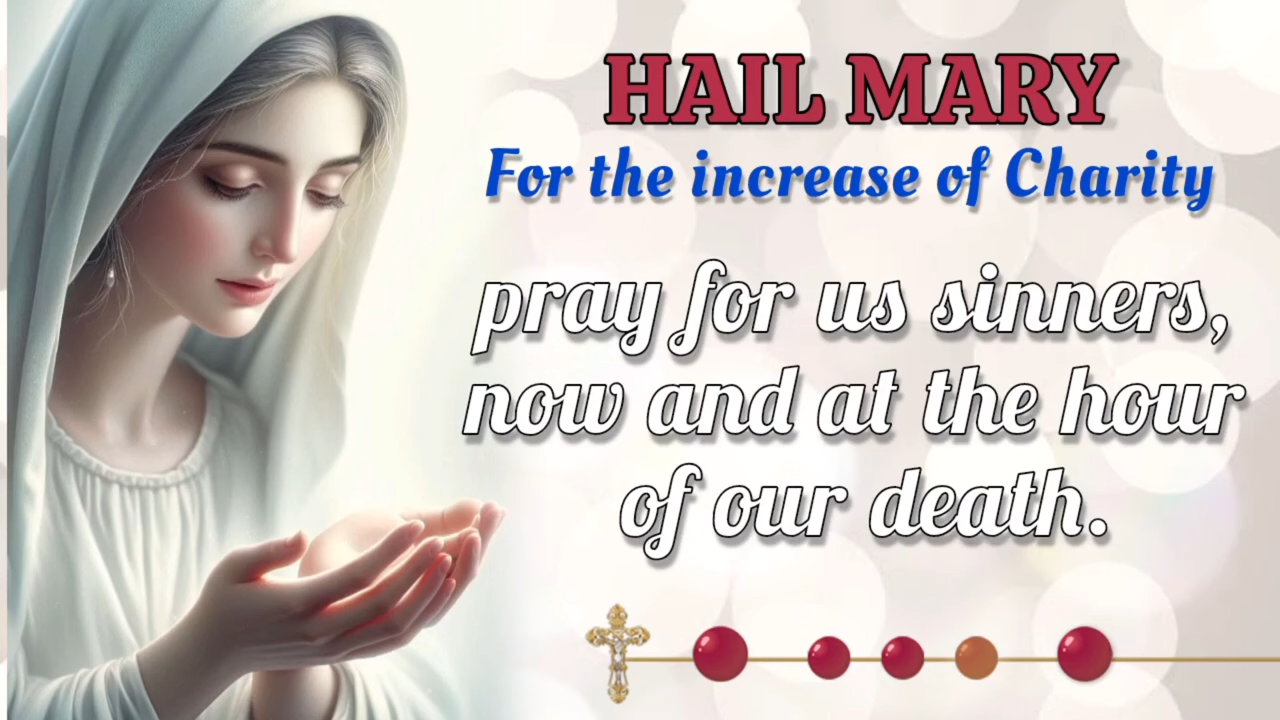 HAIL MARY
For the increase of Charity
pray for us sinners,
now and at the hour
of our death.